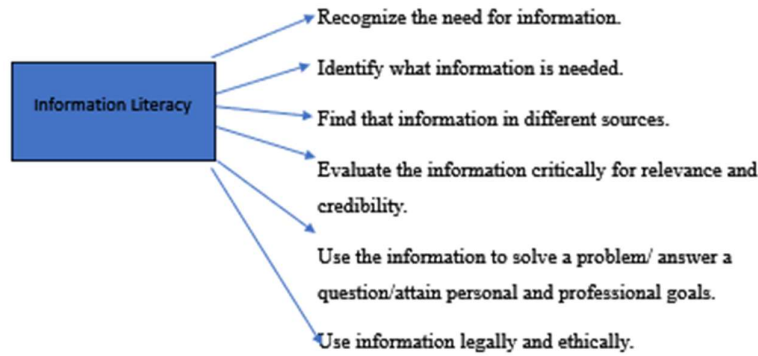 Information Literacy
Recognize the need for information.
Identify what information is needed.
Find that information in different sources.
Evaluate the information critically for relevance and
credibility.
Use the information to solve a problem/ answer a
question/attain personal and professional goals.
Use information legally and ethically.